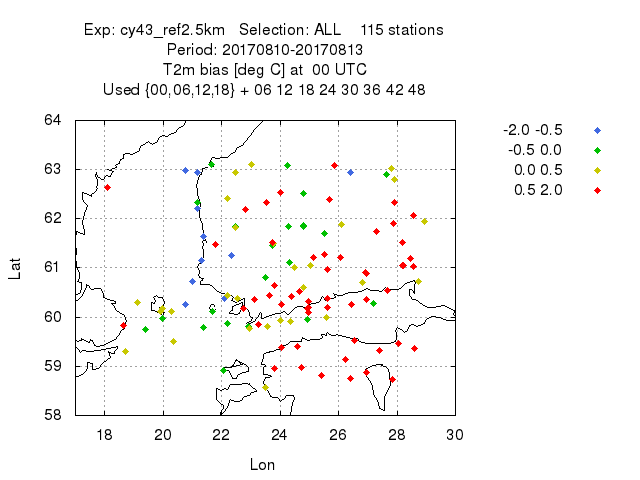 Exp: cy43_ref2.5km   Selection: ALL    115 stations
Period: 20170810-20170813
T2m bias [deg C] at  00 UTC
Used {00,06,12,18} + 06 12 18 24 30 36 42 48
-2.0 -0.5
-0.5 0.0
0.0 0.5
0.5 2.0
64
63
62
61
60
59
58
Lat
18 20 22 24 26 28 30
Lon